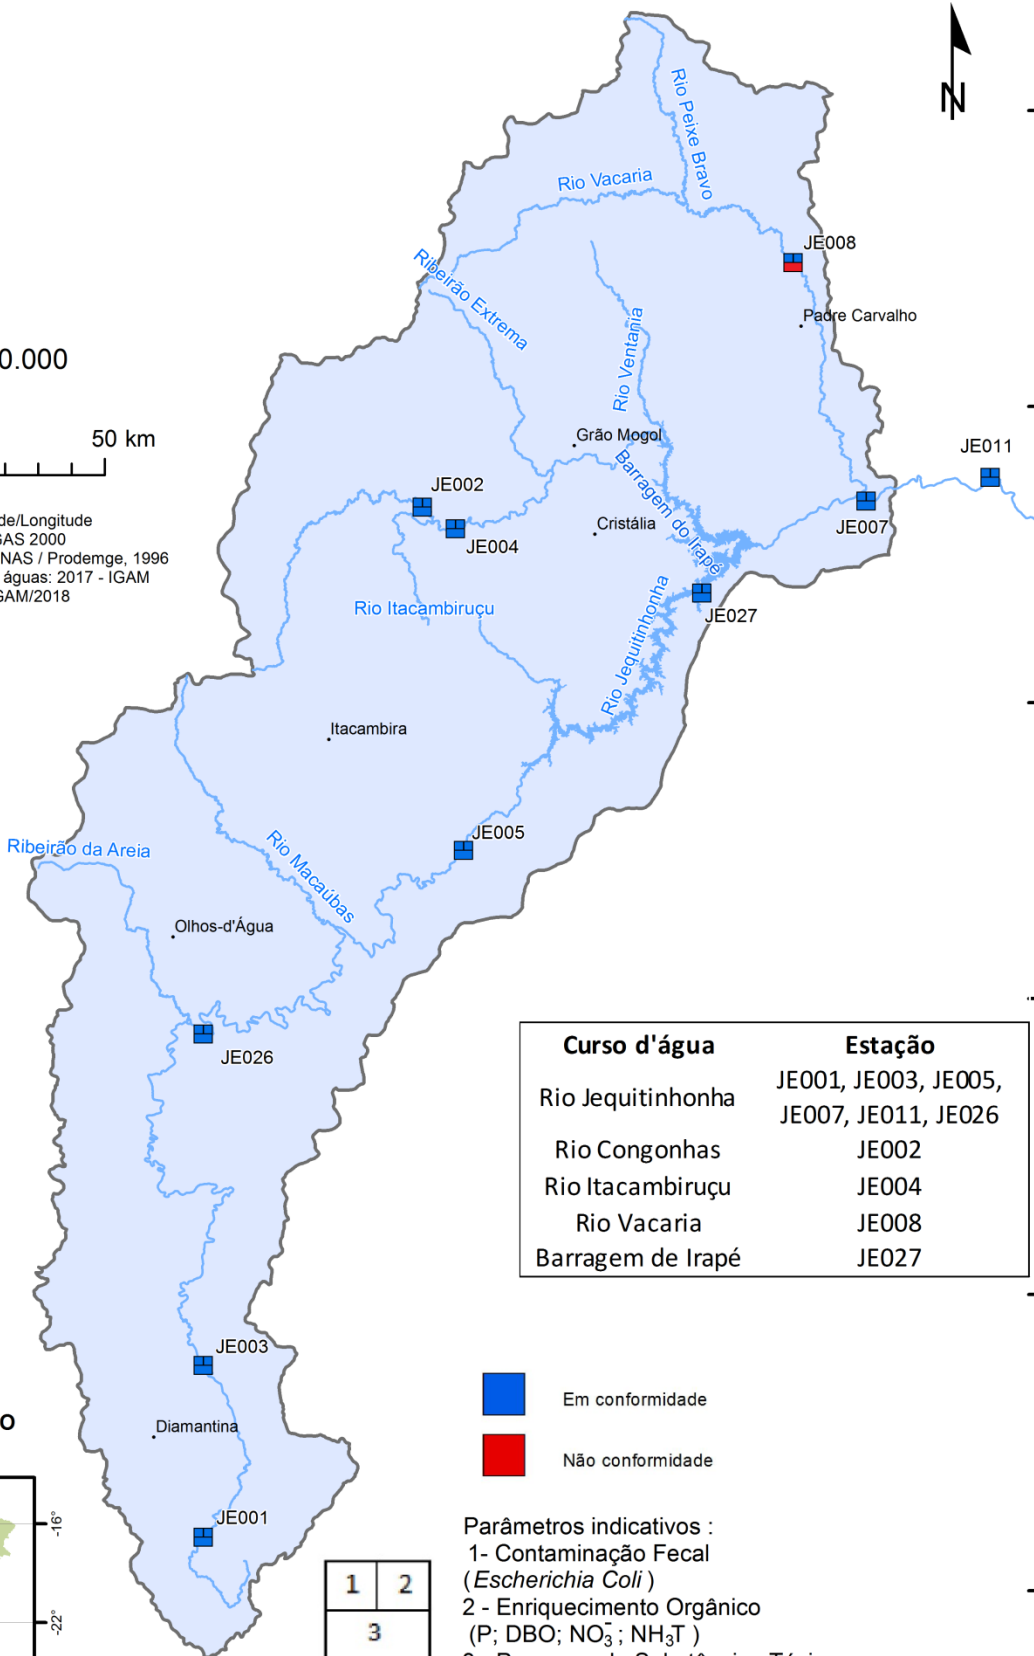 N
Rio Peixe Bravo
Rio Vacaria
JE008
Ribeirão Extrema
Padre Carvalho
Rio Ventania
0.000
50 km
Grão Mogol
JE011
Barragem do Irapé
JE002
JE007
de/Longitude
GAS 2000
NAS / Prodemge, 1996
águas: 2017 - IGAM
GAM/2018
Cristália
JE004
Rio Itacambiruçu
JE027
Rio Jequitinhonha
Itacambira
JE005
Ribeirão da Areia
Rio Macaúbas
Olhos-d'Água
JE026
Curso d'água Estação
Rio Jequitinhonha JE001, JE003, JE005,
JE007, JE011, JE026
Rio Congonhas JE002
Rio Itacambiruçu JE004
Rio Vacaria JE008
Barragem de Irapé JE027
JE003
Em conformidade
Diamantina
o
Não conformidade
JE001
-16°
-22°
1 2
3
Parâmetros indicativos :
1- Contaminação Fecal
(Escherichia Coli )
2 - Enriquecimento Orgânico
(P; DBO; NO₃⁻; NH₃T )